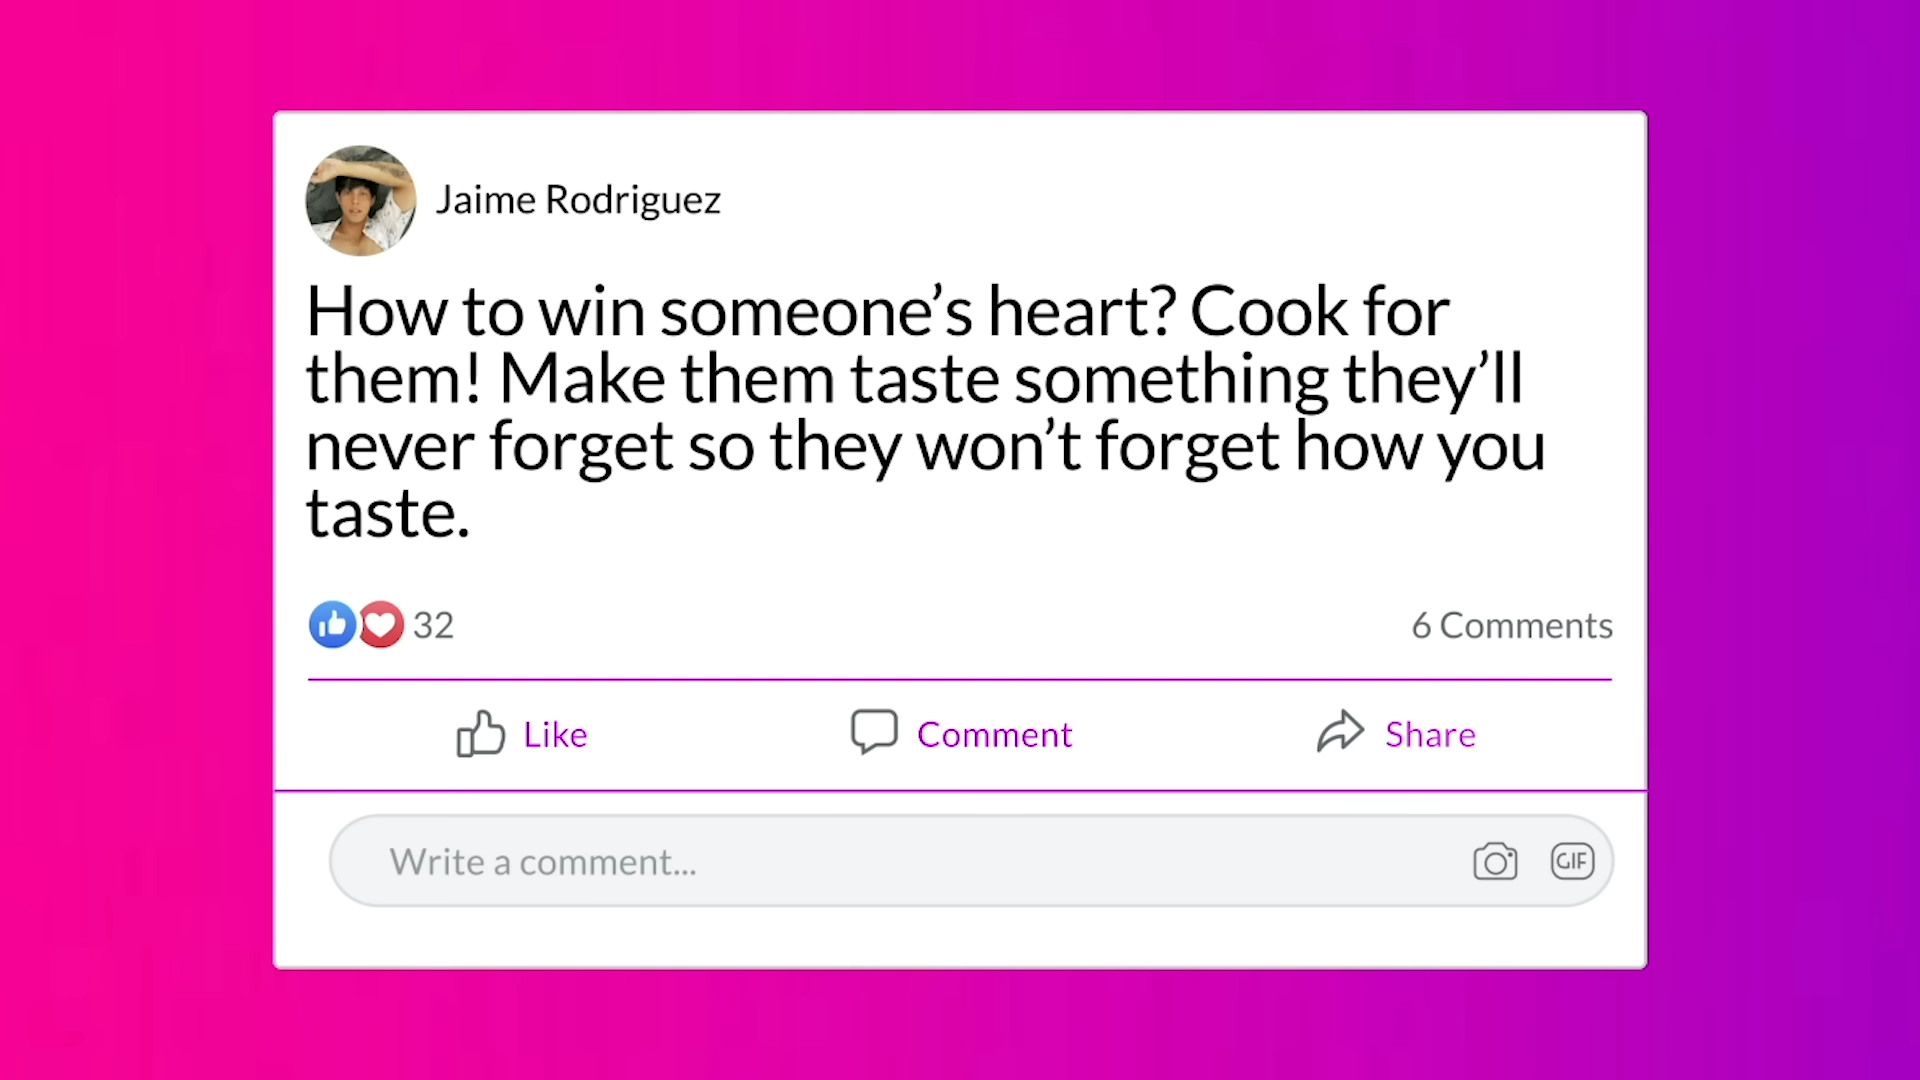 Jaime Rodriguez
How to win someone’s heart? Cook for
them! Make them taste something they’ll
never forget so they won’t forget how you
taste.
32
6 Comments
Like
Comment
Share
Write a comment...
GIF